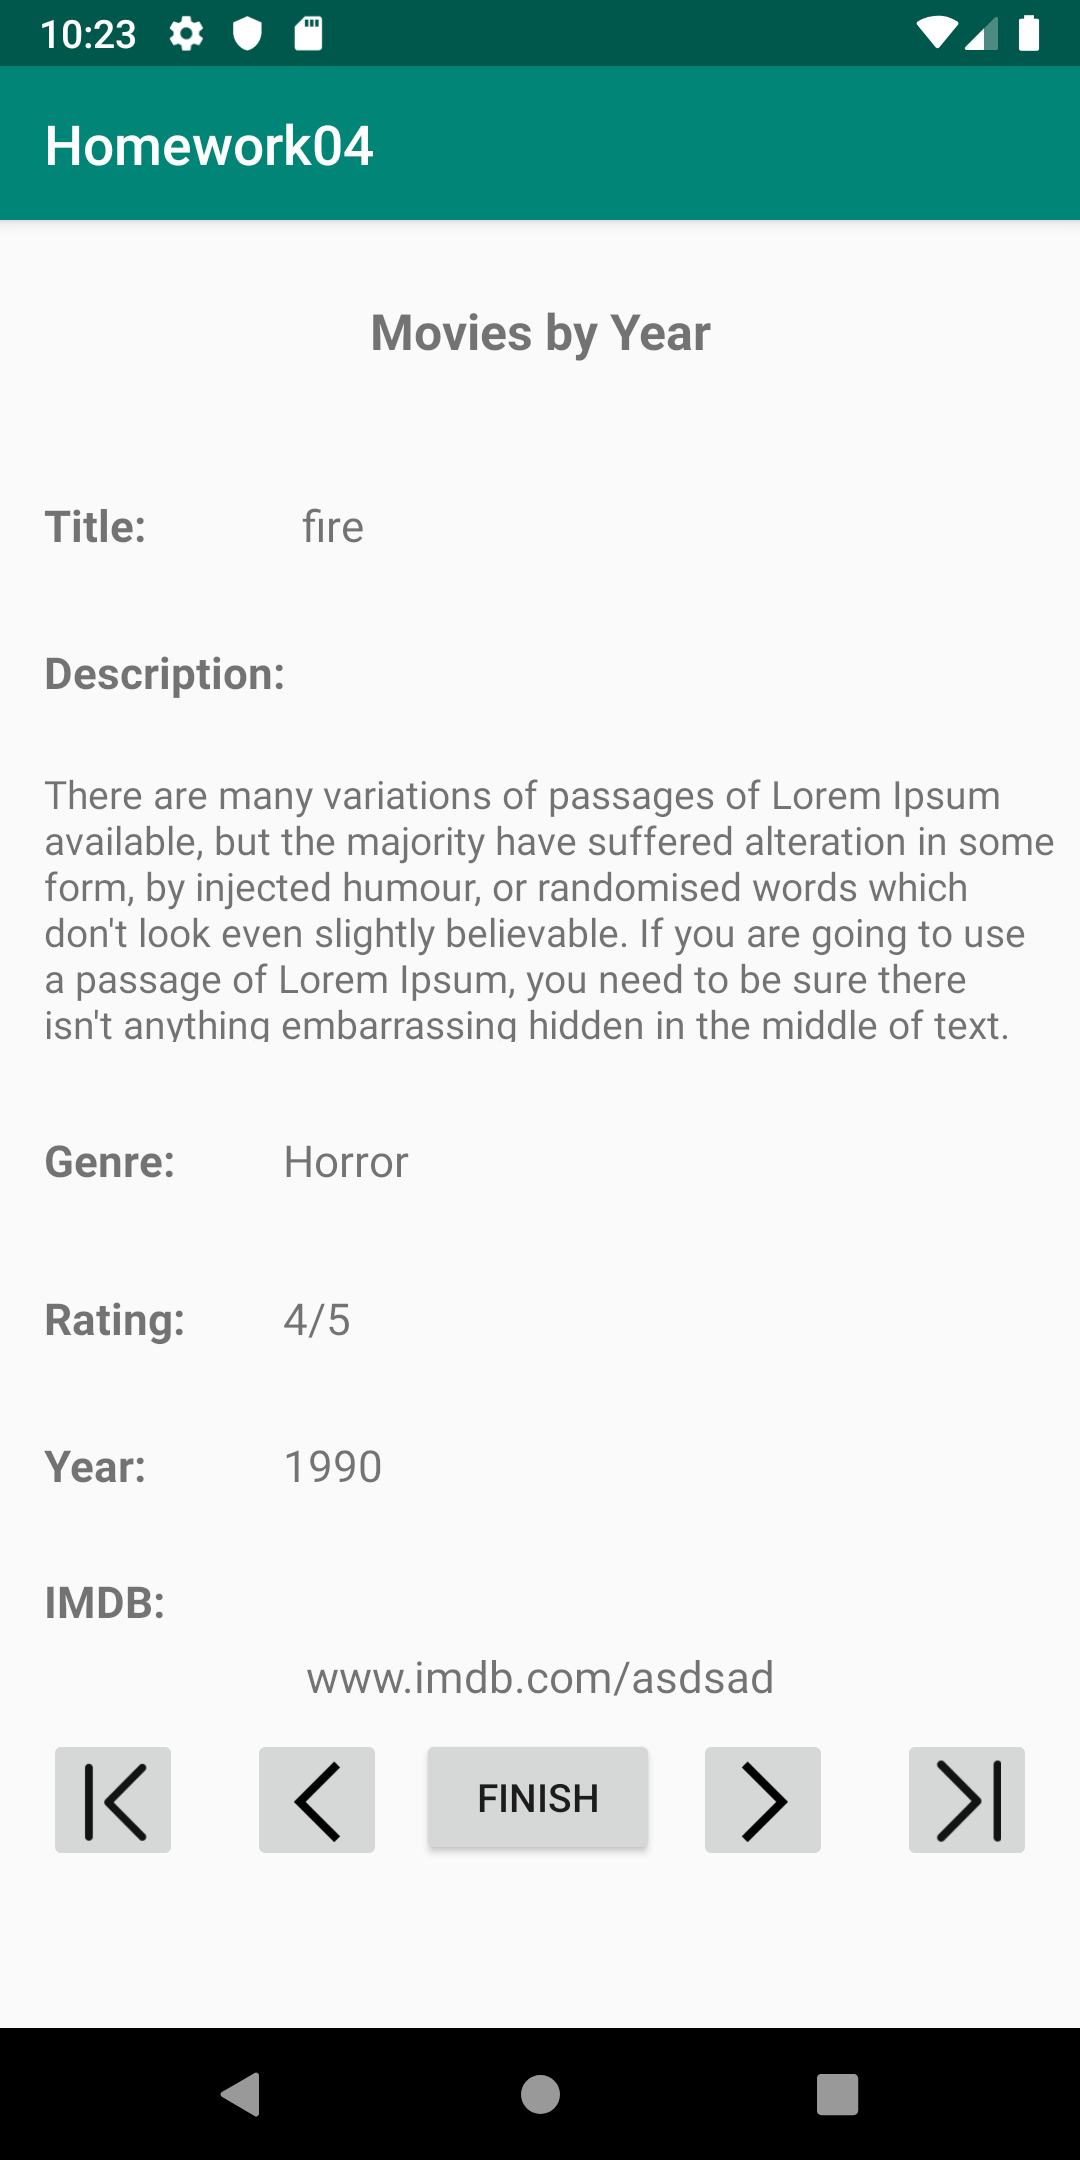 10:23
Homework04
Movies by Year
Title: fire
Description:
There are many variations of passages of Lorem Ipsum
available, but the majority have suffered alteration in some
form, by injected humour, or randomised words which
don't look even slightly believable. If you are going to use
a passage of Lorem Ipsum, you need to be sure there
isn't anything embarrassing hidden in the middle of text.
Genre: Horror
Rating: 4/5
Year: 1990
IMDB:
www.imdb.com/asdsad
FINISH